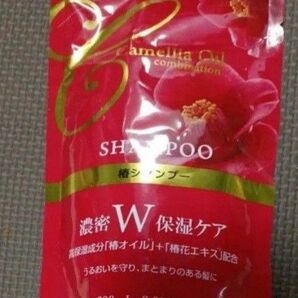 Camellia Oil
combination
SHAMPOO
椿シャンプー
濃密W保湿ケア
高保湿成分「椿オイル」+「椿花エキス」配合
うるおいを守り、まとまりのある髪に